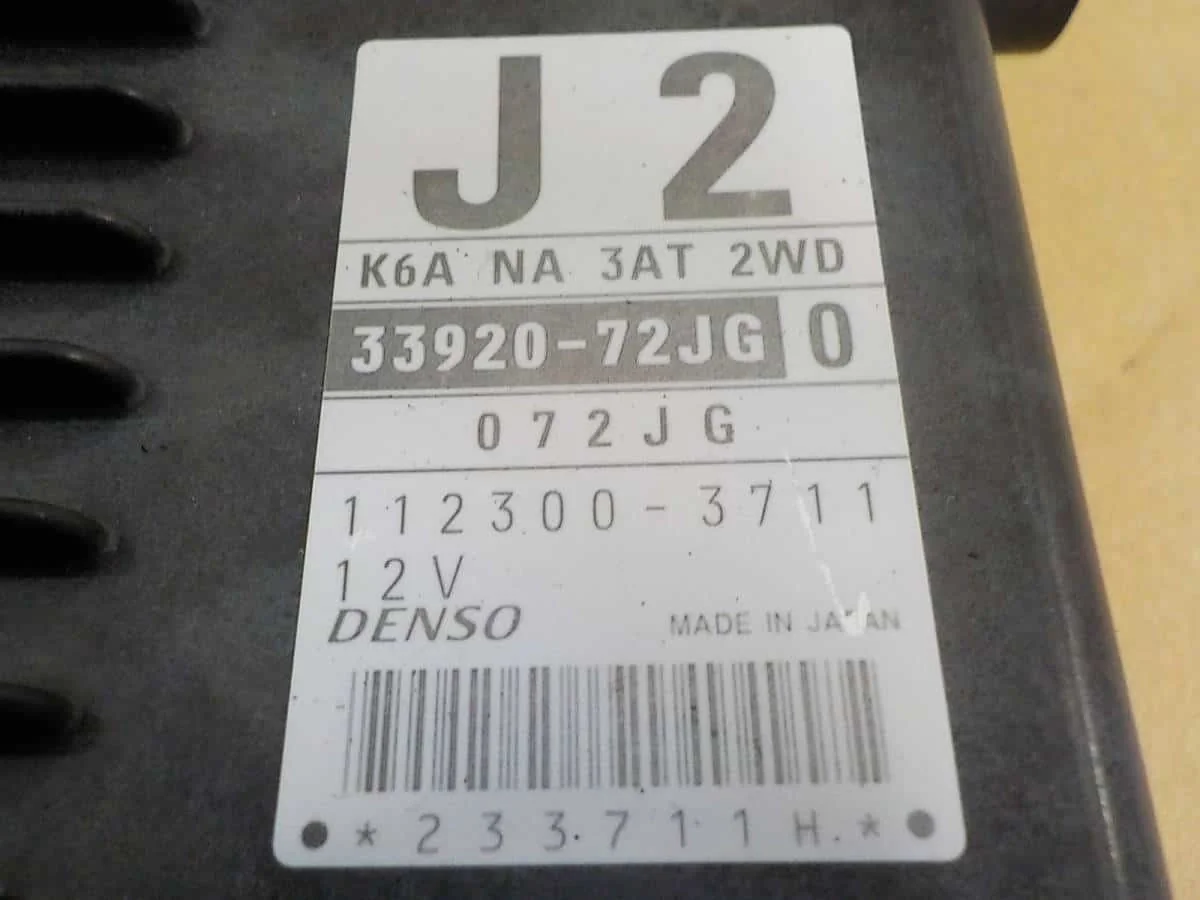 J 2
K6A NA 3AT 2WD
33920-72JG 0
072JG
112300-3711
12V
DENSO MADE IN JAPAN
*233711H*